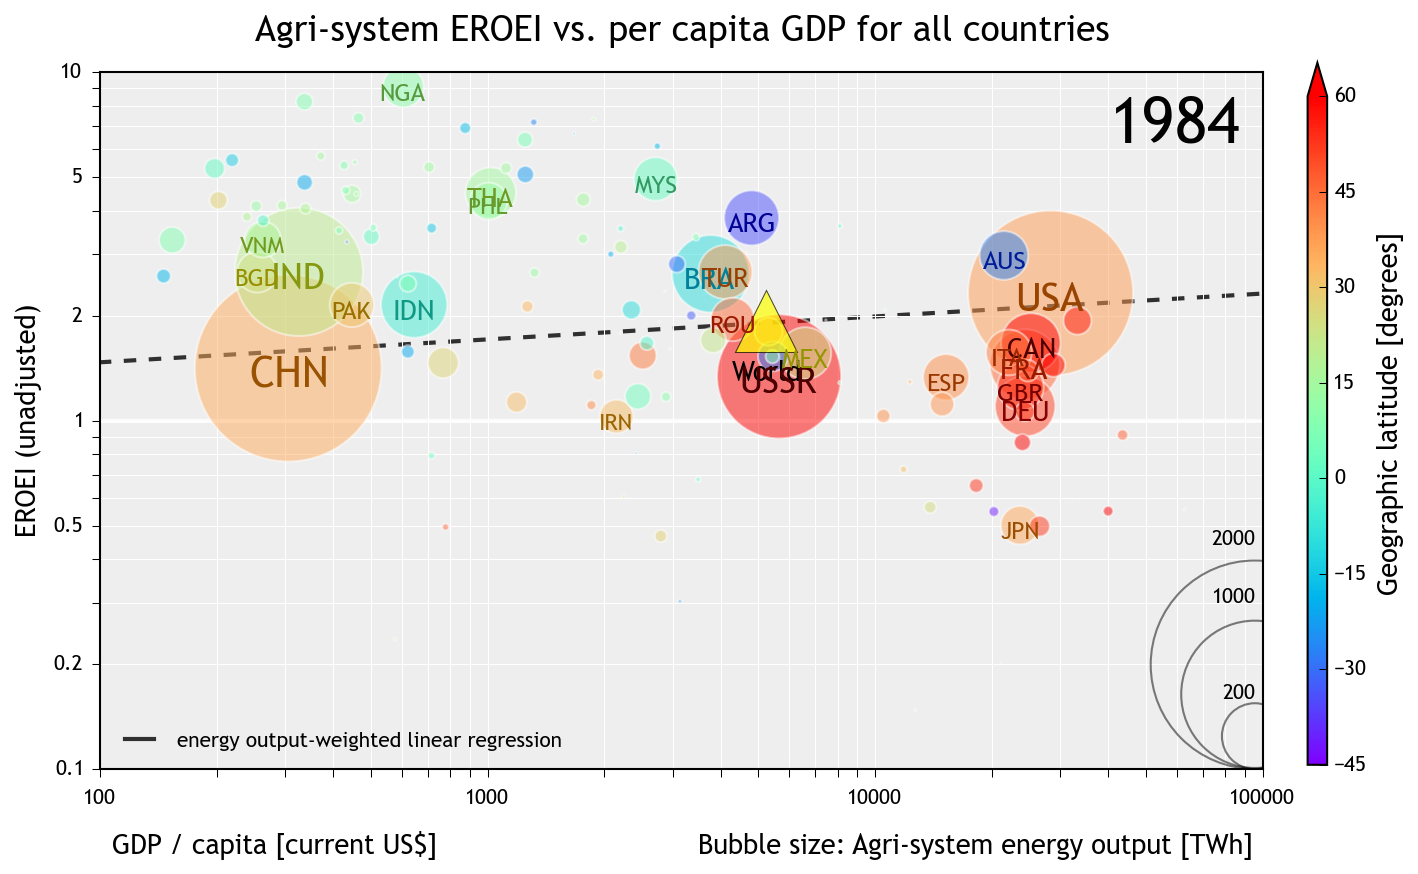 Agri-system EROEI vs. per capita GDP for all countries
1984
EROEI (unadjusted)
10
5
2
1
0.5
0.2
0.1
NGA
THA
PHL
MYS
ARG
VNM
BGD
IND
PAK
IDN
CHN
BRA
TUR
ROU
World
USSR
MEX
IRN
AUS
USA
CAN
ITA
FRA
GBR
DEU
ESP
JPN
2000
1000
200
energy output-weighted linear regression
100
1000
10000
100000
GDP / capita [current US$]
Bubble size: Agri-system energy output [TWh]
60
45
30
15
0
−15
−30
−45
Geographic latitude [degrees]